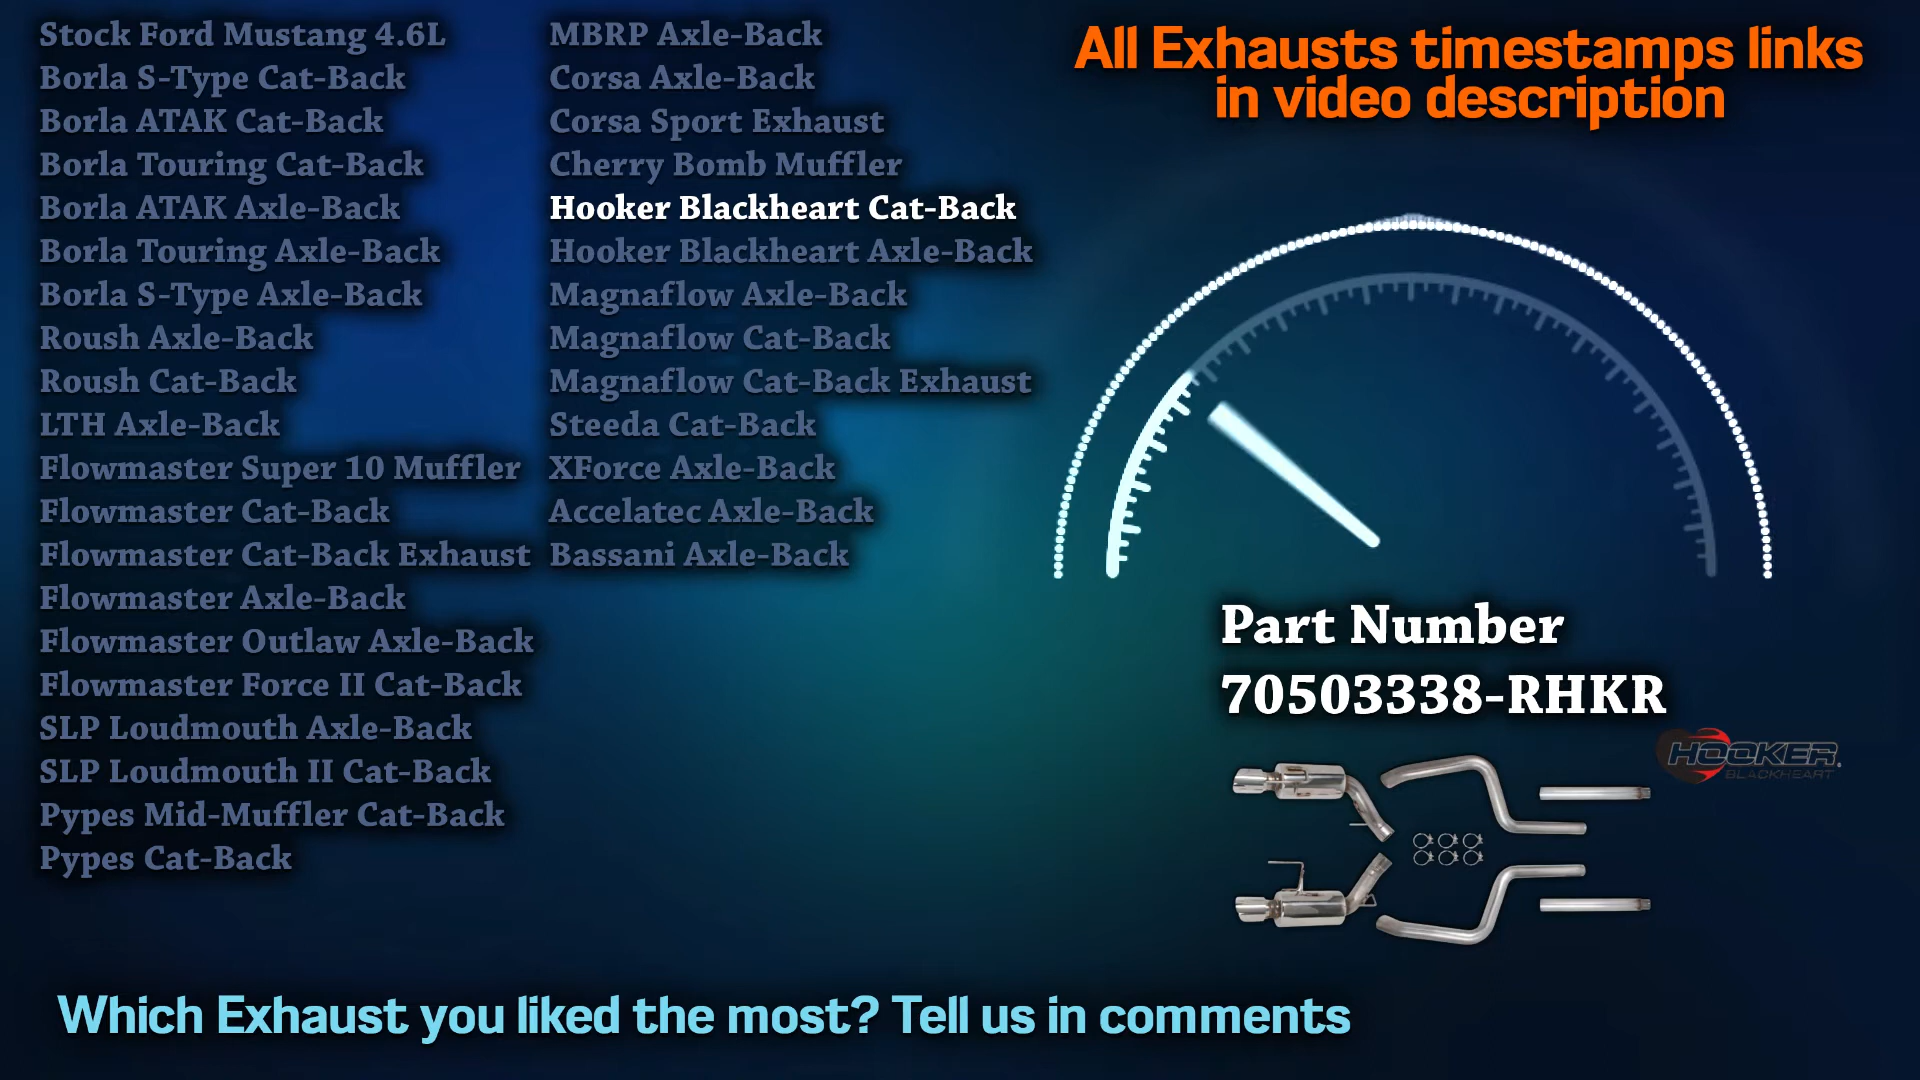 Stock Ford Mustang 4.6L
Borla S-Type Cat-Back
Borla ATAK Cat-Back
Borla Touring Cat-Back
Borla ATAK Axle-Back
Borla Touring Axle-Back
Borla S-Type Axle-Back
Roush Axle-Back
Roush Cat-Back
LTH Axle-Back
Flowmaster Super 10 Muffler
Flowmaster Cat-Back
Flowmaster Cat-Back Exhaust
Flowmaster Axle-Back
Flowmaster Outlaw Axle-Back
Flowmaster Force II Cat-Back
SLP Loudmouth Axle-Back
SLP Loudmouth II Cat-Back
Pypes Mid-Muffler Cat-Back
Pypes Cat-Back
MBRP Axle-Back
Corsa Axle-Back
Corsa Sport Exhaust
Cherry Bomb Muffler
Hooker Blackheart Cat-Back
Hooker Blackheart Axle-Back
Magnaflow Axle-Back
Magnaflow Cat-Back
Magnaflow Cat-Back Exhaust
Steeda Cat-Back
XForce Axle-Back
Accelatec Axle-Back
Bassani Axle-Back
All Exhausts timestamps links
in video description
Part Number
70503338-RHKR
HOOKER
BLACKHEART
Which Exhaust you liked the most? Tell us in comments